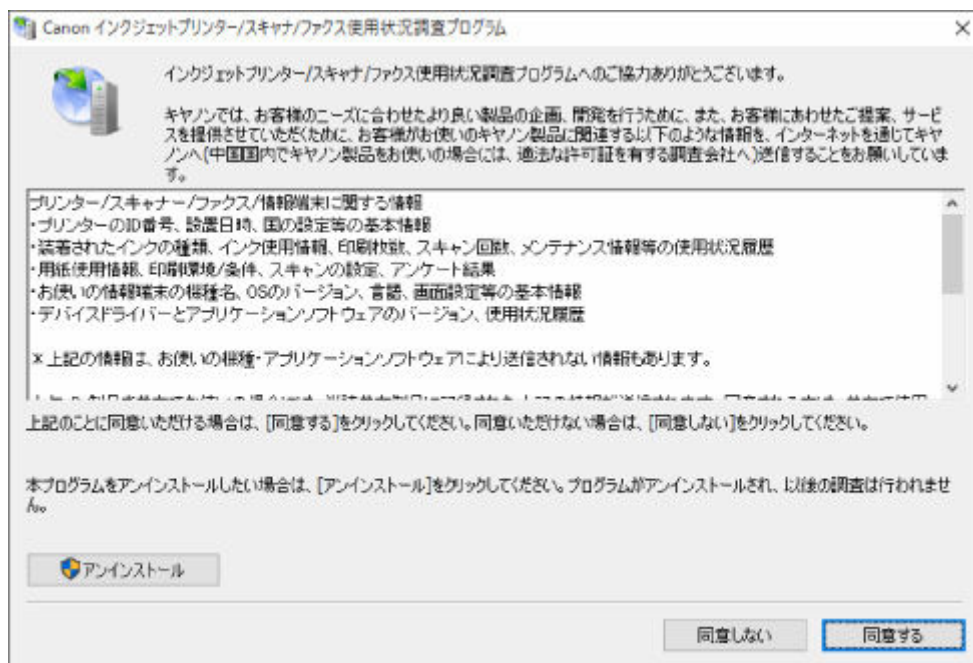 Canon インクジェットプリンター/スキャナ/ファクス使用状況調査プログラム
インクジェットプリンター/スキャナ/ファクス使用状況調査プログラムへのご協力ありがとうございます。
キヤノンでは、お客様のニーズに合わせたより良い製品の企画、開発を行うために、また、お客様にあわせたご提案、サービ
スを提供させていただくために、お客様がお使いのキヤノン製品に関連する以下のような情報を、インターネットを通じてキヤ
ノンへ(中国国内でキヤノン製品をお使いの場合には、適法な許可証を有する調査会社へ)送信することをお願いしていま
す。
プリンター/スキャナー/ファックス/情報端末に関する情報
・プリンターのID番号、設置日時、国の設定等の基本情報
・装着されたインクの種類、インク使用情報、印刷枚数、スキャン回数、メンテナンス情報等の使用状況履歴
・用紙使用情報、印刷環境/条件、スキャンの設定、アンケート結果
・お使いの情報端末の機種名、OSのバージョン、言語、画面設定等の基本情報
・デバイスドライバーとアプリケーションソフトウェアのバージョン、使用状況履歴
※上記の情報は、お使いの機種・アプリケーションソフトウェアにより送信されない情報もあります。
上記のことに同意いただける場合は、[同意する]をクリックしてください。同意いただけない場合は、[同意しない]をクリックしてください。
本プログラムをアンインストールしたい場合は、[アンインストール]をクリックしてください。プログラムがアンインストールされ、以後の調査は行われませ
ん。
アンインストール
同意しない
同意する